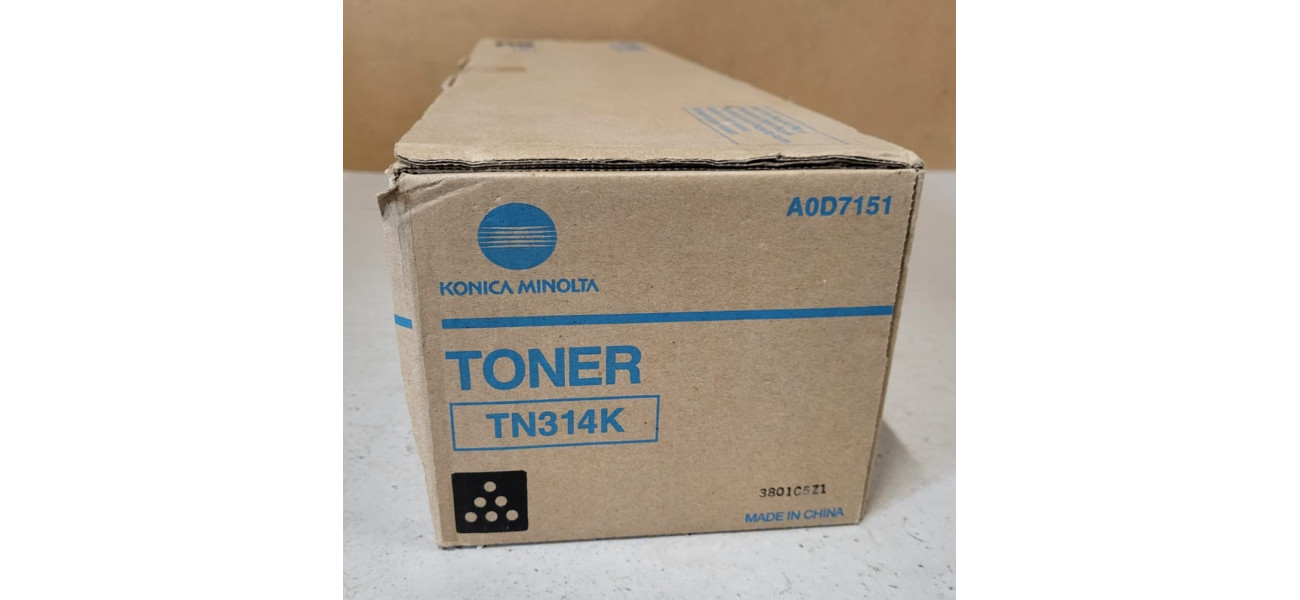 KONICA MINOLTA
A0D7151
TONER
TN314K
3801C5Z1
MADE IN CHINA